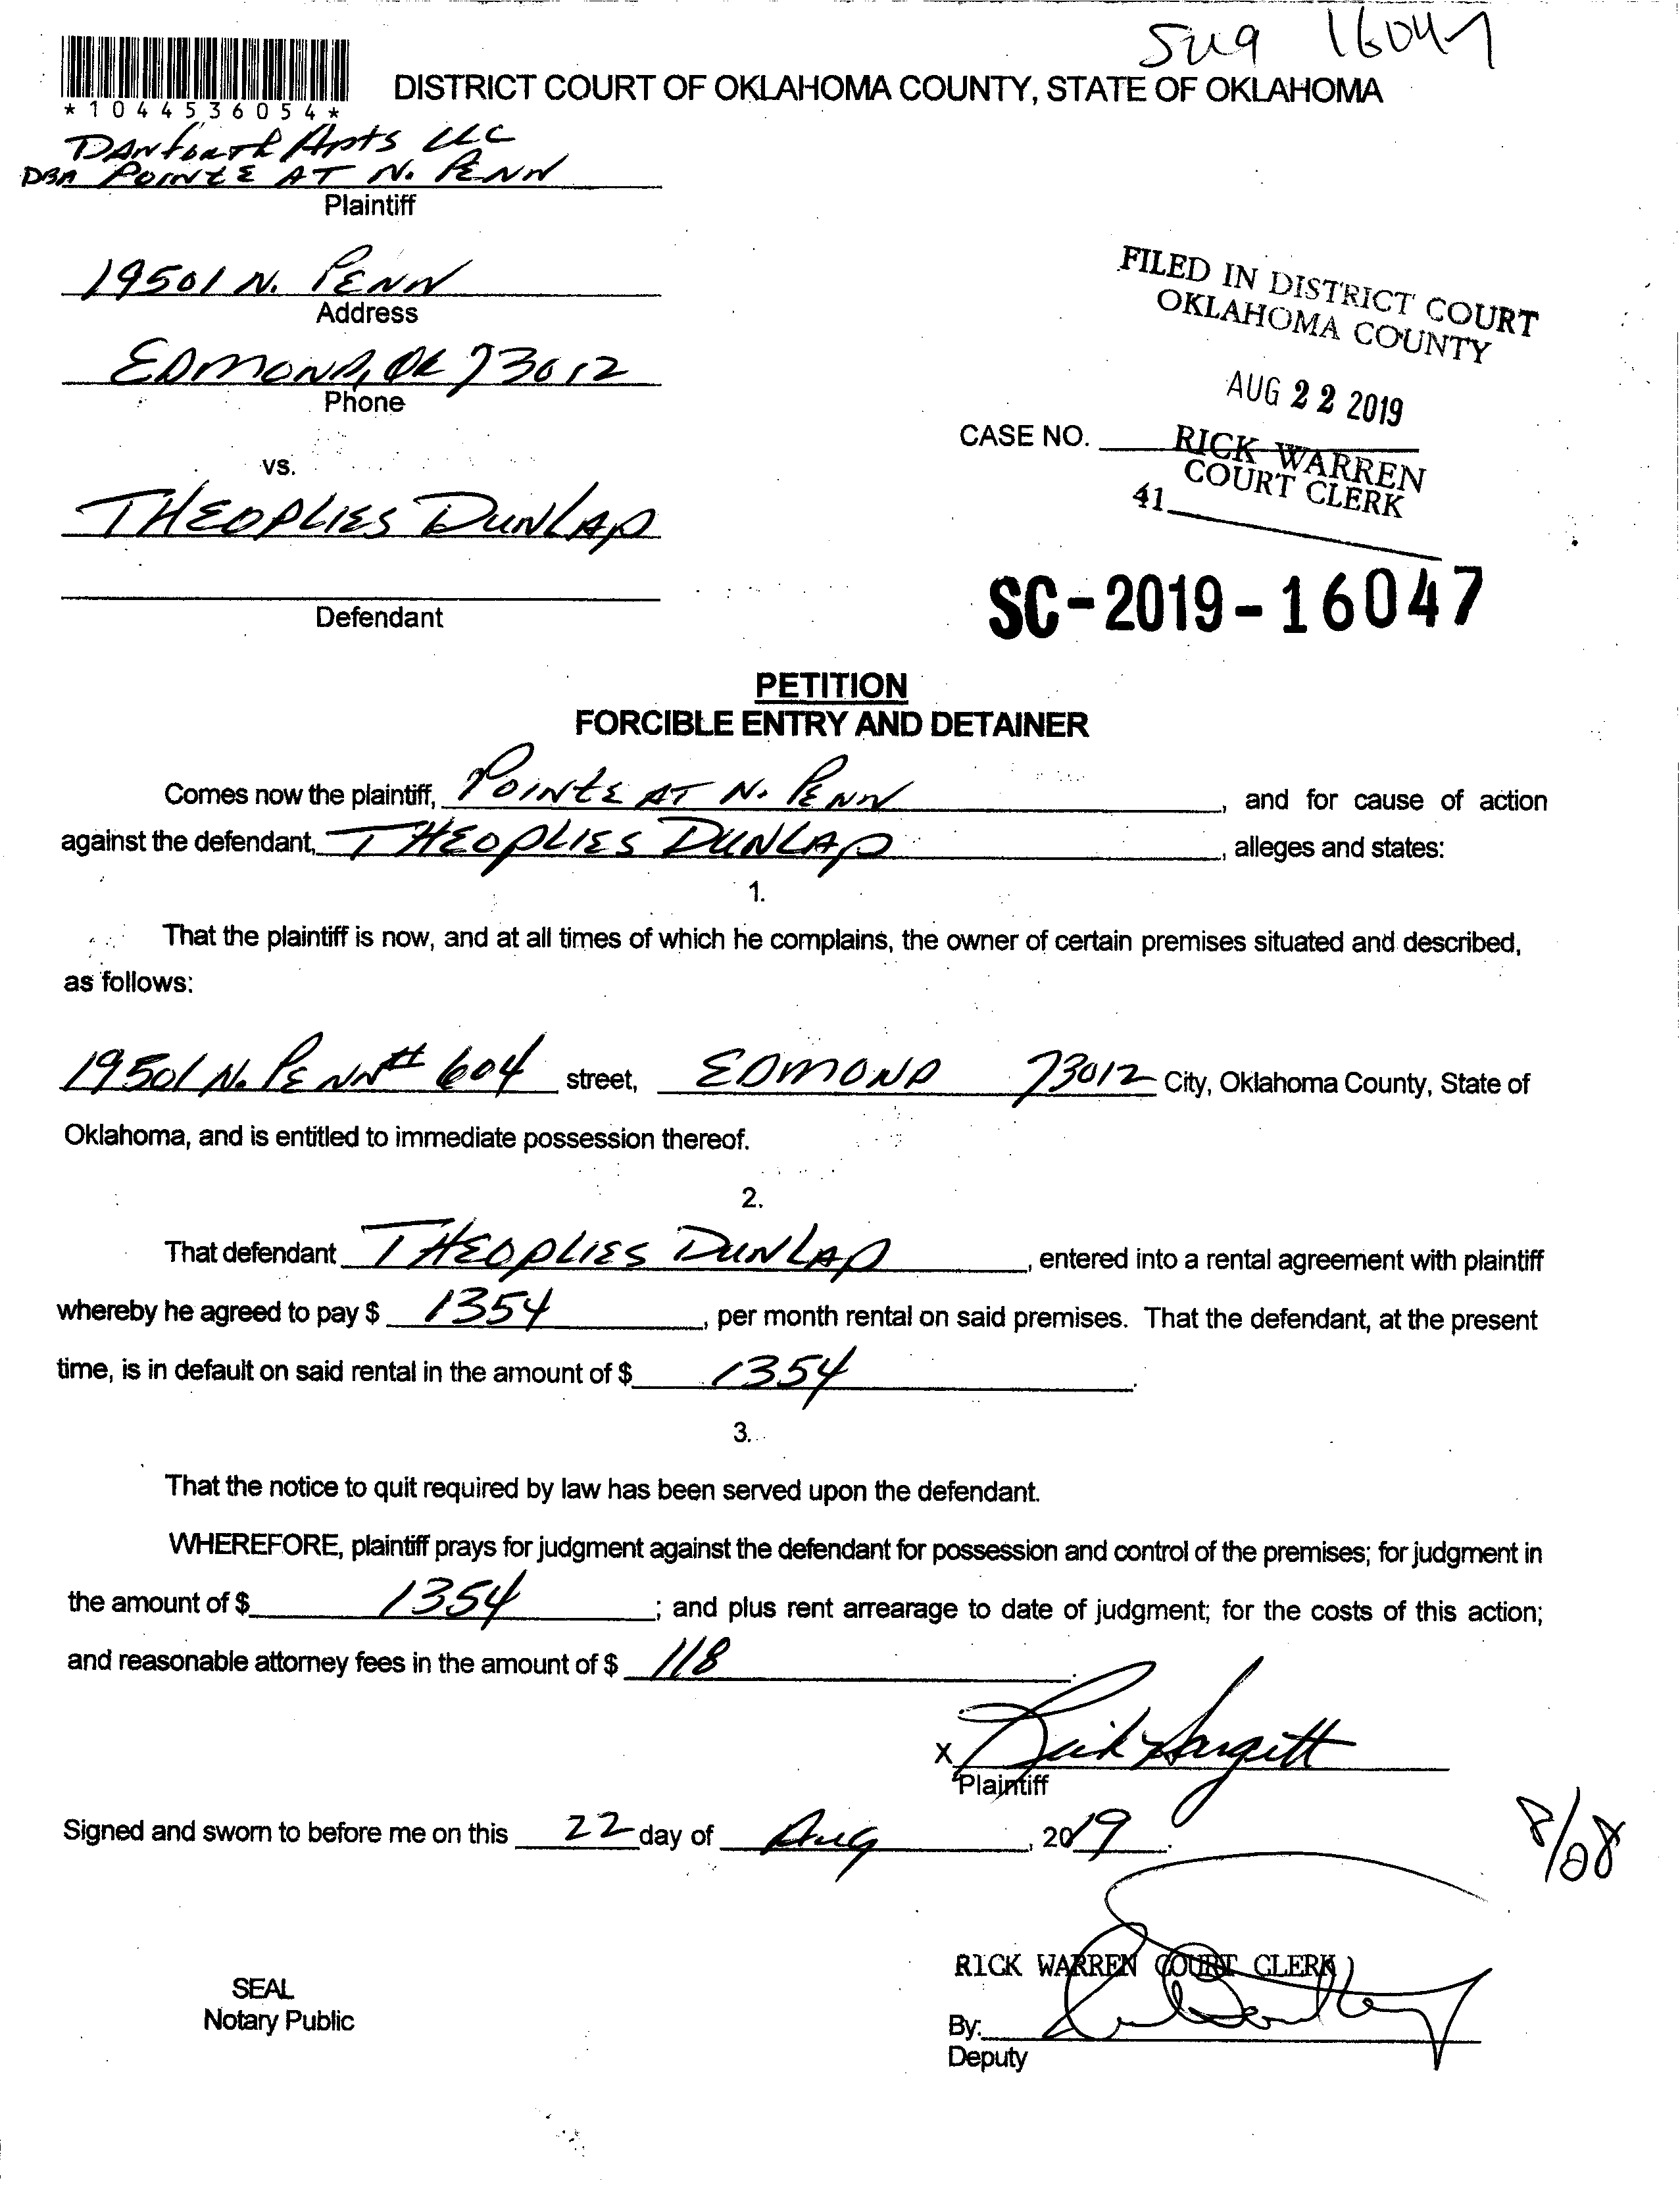 SC19 16047
*1044536054*
DISTRICT COURT OF OKLAHOMA COUNTY, STATE OF OKLAHOMA
DANforth Apts LLC
DBA POINTE AT N. PENN
Plaintiff
19501 N. PENN
Address
EDMOND, OK 73012
Phone
FILED IN DISTRICT COURT
OKLAHOMA COUNTY
AUG 22 2019
CASE NO.
RICK WARREN
COURT CLERK
41
vs.
THEOPLIES DUNLAP
Defendant
SC-2019-16047
PETITION
FORCIBLE ENTRY AND DETAINER
Comes now the plaintiff, POINTE AT N. PENN, and for cause of action
against the defendant, THEOPLIES DUNLAP, alleges and states:
1.
That the plaintiff is now, and at all times of which he complains, the owner of certain premises situated and described,
as follows:
19501 N. PENN # 604 street, EDMOND 73012 City, Oklahoma County, State of
Oklahoma, and is entitled to immediate possession thereof.
2.
That defendant THEOPLIES DUNLAP, entered into a rental agreement with plaintiff
whereby he agreed to pay $ 1354, per month rental on said premises. That the defendant, at the present
time, is in default on said rental in the amount of $ 1354.
3.
That the notice to quit required by law has been served upon the defendant.
WHEREFORE, plaintiff prays for judgment against the defendant for possession and control of the premises; for judgment in
the amount of $ 1354; and plus rent arrearage to date of judgment; for the costs of this action;
and reasonable attorney fees in the amount of $ 118.
X Rick Hargett
Plaintiff
Signed and sworn to before me on this 22 day of Aug, 2019.
8/28
RICK WARREN COURT CLERK
SEAL
Notary Public
By:
Deputy